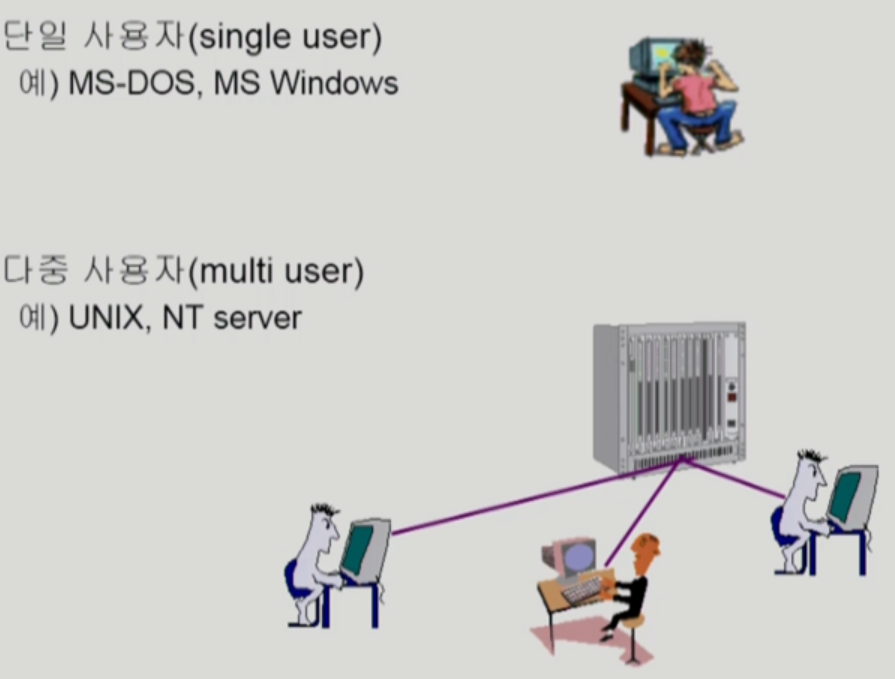 단일 사용자(single user)
예) MS-DOS, MS Windows
다중 사용자(multi user)
예) UNIX, NT server